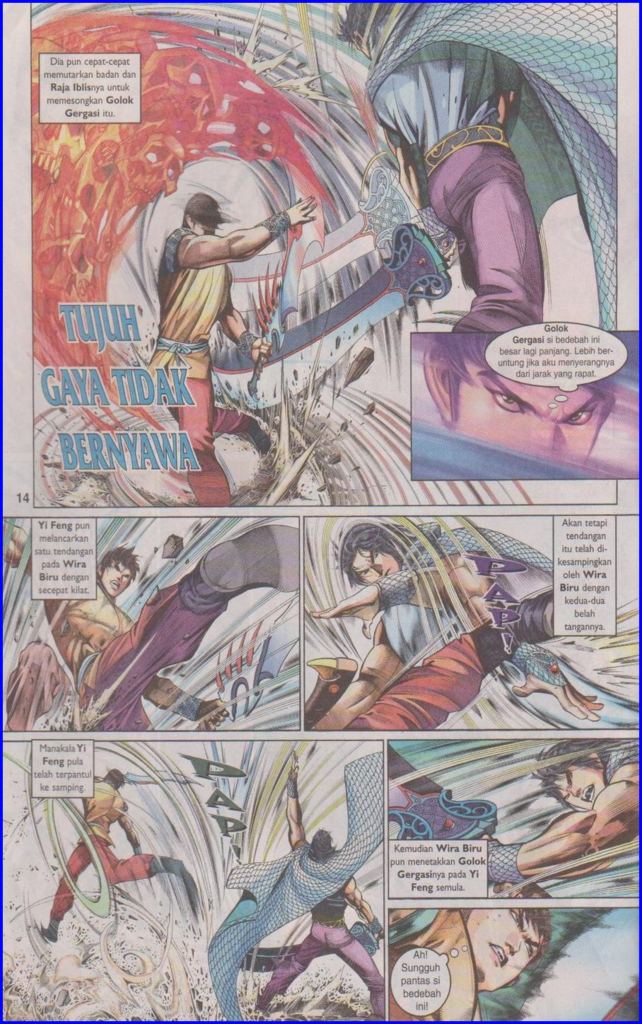 Dia pun cepat-cepat
memutarkan badan dan
Raja Iblisnya untuk
memesongkan Golok
Gergasi itu.
TUJUH
GAYA TIDAK
BERNYAWA
Golok
Gergasi si bedebah ini
besar lagi panjang. Lebih ber-
untung jika aku menyerangnya
dari jarak yang rapat.
14
Yi Feng pun
melancarkan
satu tendangan
pada Wira
Biru dengan
secepat kilat.
PAP!
Akan tetapi
tendangan
itu telah di-
kesampingkan
oleh Wira
Biru dengan
kedua-dua
belah
tangannya.
Manakala Yi
Feng pula
telah terpantul
ke samping.
PAP
Kemudian Wira Biru
pun menetakkan Golok
Gergasinya pada Yi
Feng semula.
Ah!
Sungguh
pantas si
bedebah
ini!